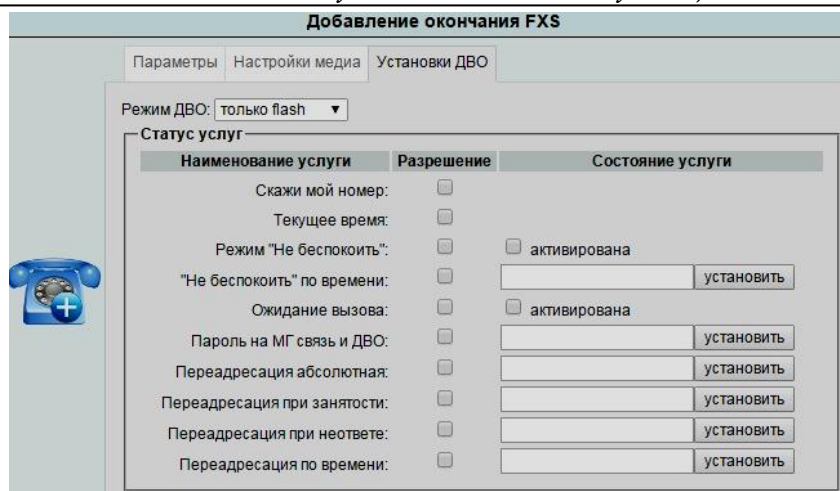 Добавление окончания FXS
Параметры Настройки медиа Установки ДВО
Режим ДВО: только flash
Статус услуг
Наименование услуги Разрешение Состояние услуги
Скажи мой номер:
Текущее время:
Режим "Не беспокоить": активирована
"Не беспокоить" по времени: установить
Ожидание вызова: активирована
Пароль на МГ связь и ДВО: установить
Переадресация абсолютная: установить
Переадресация при занятости: установить
Переадресация при неответе: установить
Переадресация по времени: установить